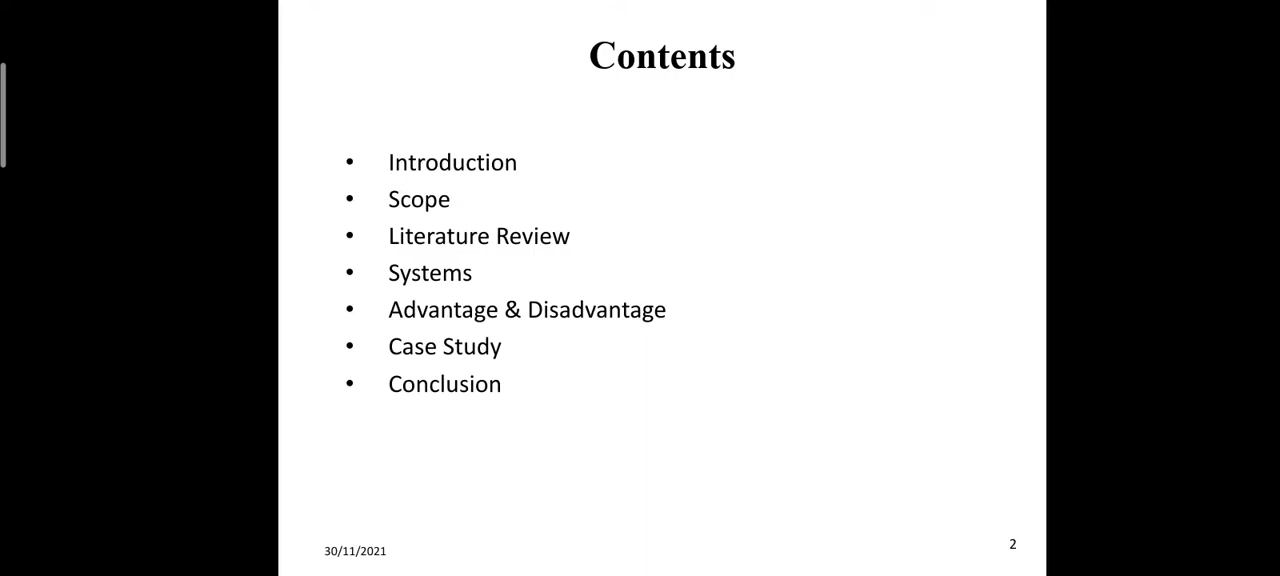 Contents
• Introduction
• Scope
• Literature Review
• Systems
• Advantage & Disadvantage
• Case Study
• Conclusion
30/11/2021
2